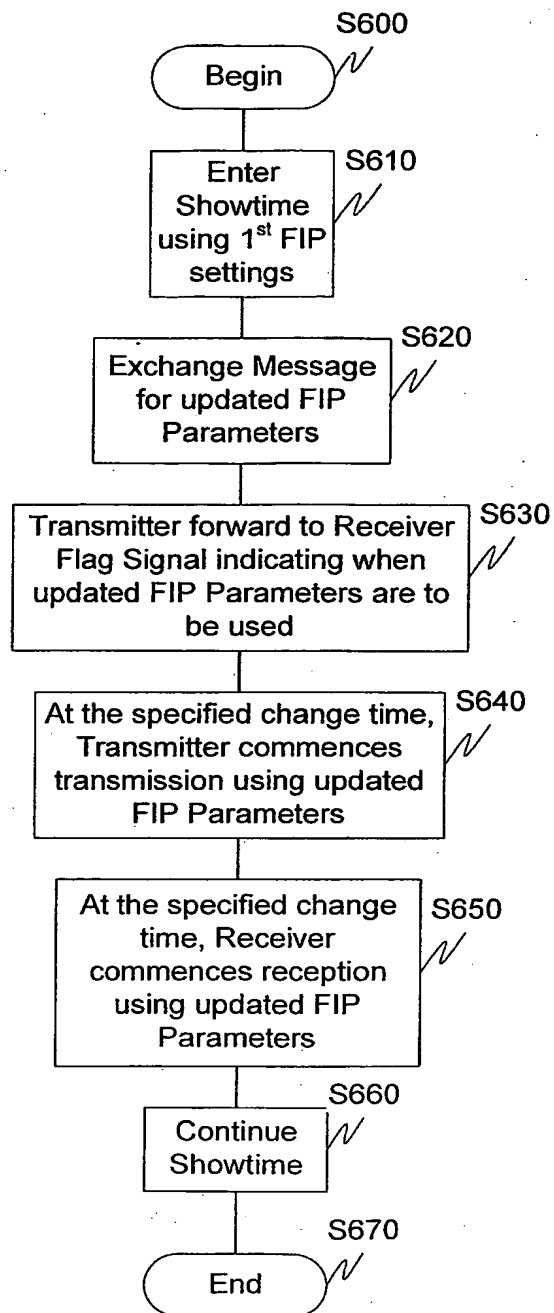 S600
Begin
S610
Enter
Showtime
using 1st FIP
settings
S620
Exchange Message
for updated FIP
Parameters
S630
Transmitter forward to Receiver
Flag Signal indicating when
updated FIP Parameters are to
be used
S640
At the specified change time,
Transmitter commences
transmission using updated
FIP Parameters
S650
At the specified change
time, Receiver
commences reception
using updated FIP
Parameters
S660
Continue
Showtime
S670
End